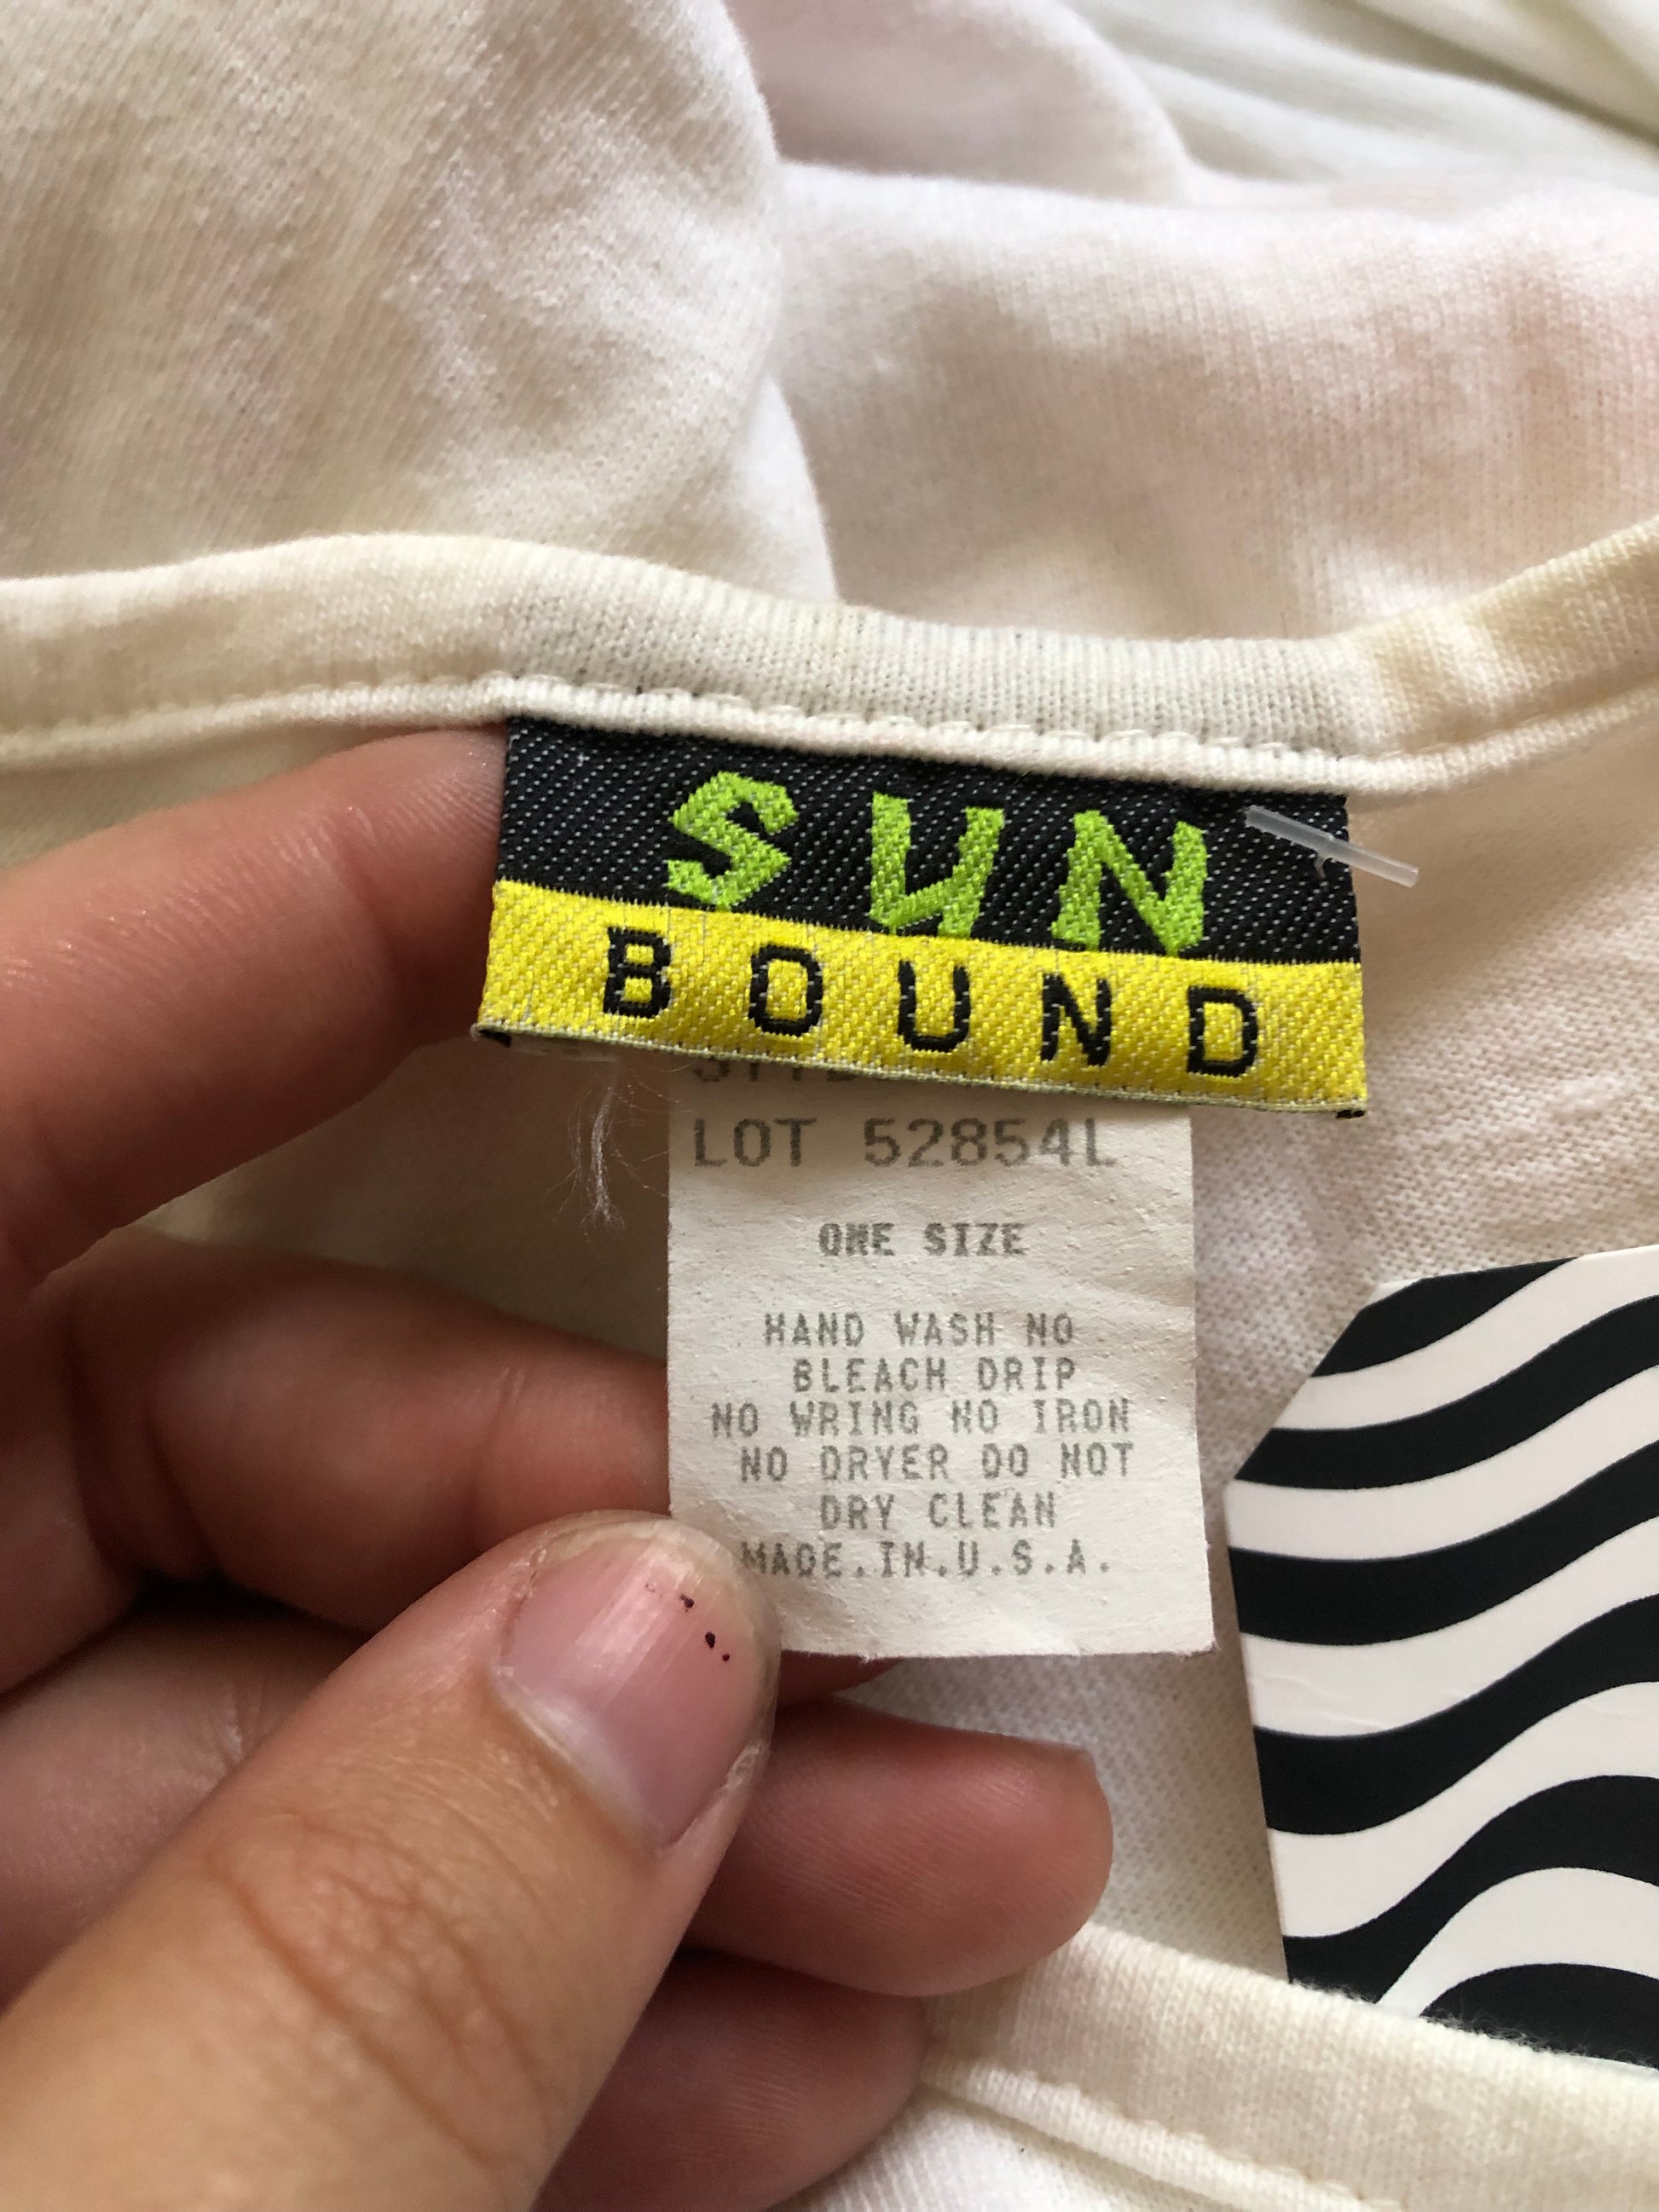 SUN
BOUND
LOT 52854L
ONE SIZE
HAND WASH NO
BLEACH DRIP
NO WRING NO IRON
NO DRYER DO NOT
DRY CLEAN
MADE.IN.U.S.A.